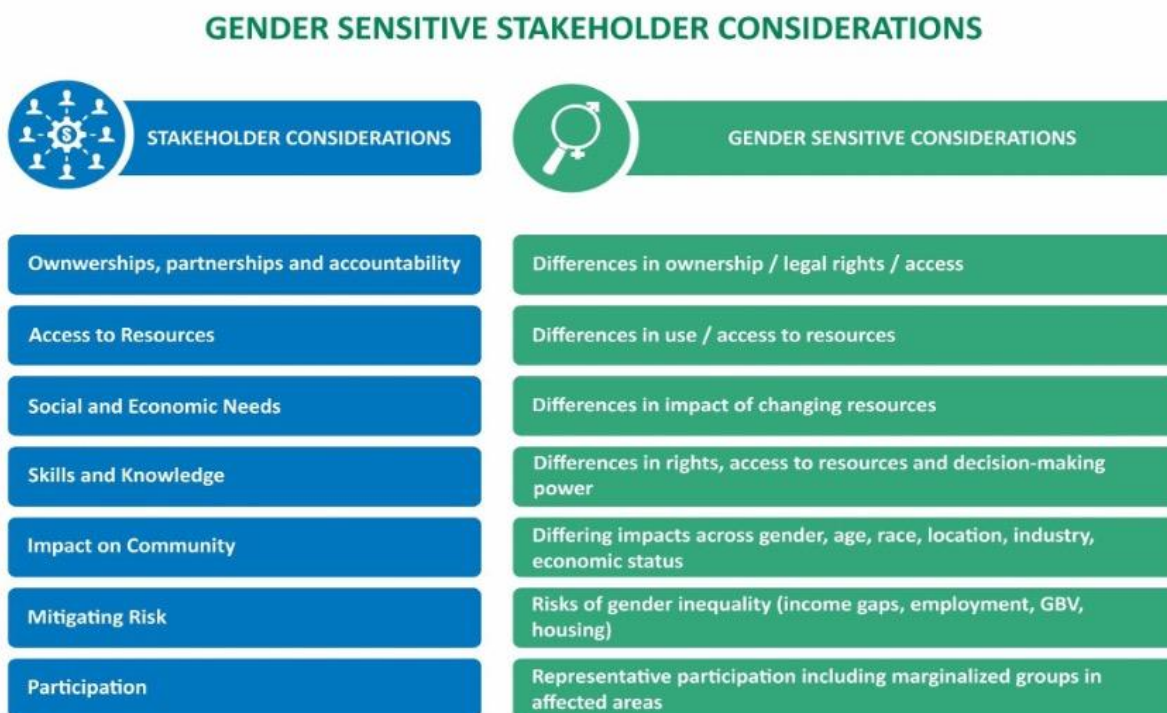 GENDER SENSITIVE STAKEHOLDER CONSIDERATIONS
$
STAKEHOLDER CONSIDERATIONS
GENDER SENSITIVE CONSIDERATIONS
Ownwerships, partnerships and accountability
Differences in ownership / legal rights / access
Access to Resources
Differences in use / access to resources
Social and Economic Needs
Differences in impact of changing resources
Skills and Knowledge
Differences in rights, access to resources and decision-making
power
Impact on Community
Differing impacts across gender, age, race, location, industry,
economic status
Mitigating Risk
Risks of gender inequality (income gaps, employment, GBV,
housing)
Participation
Representative participation including marginalized groups in
affected areas